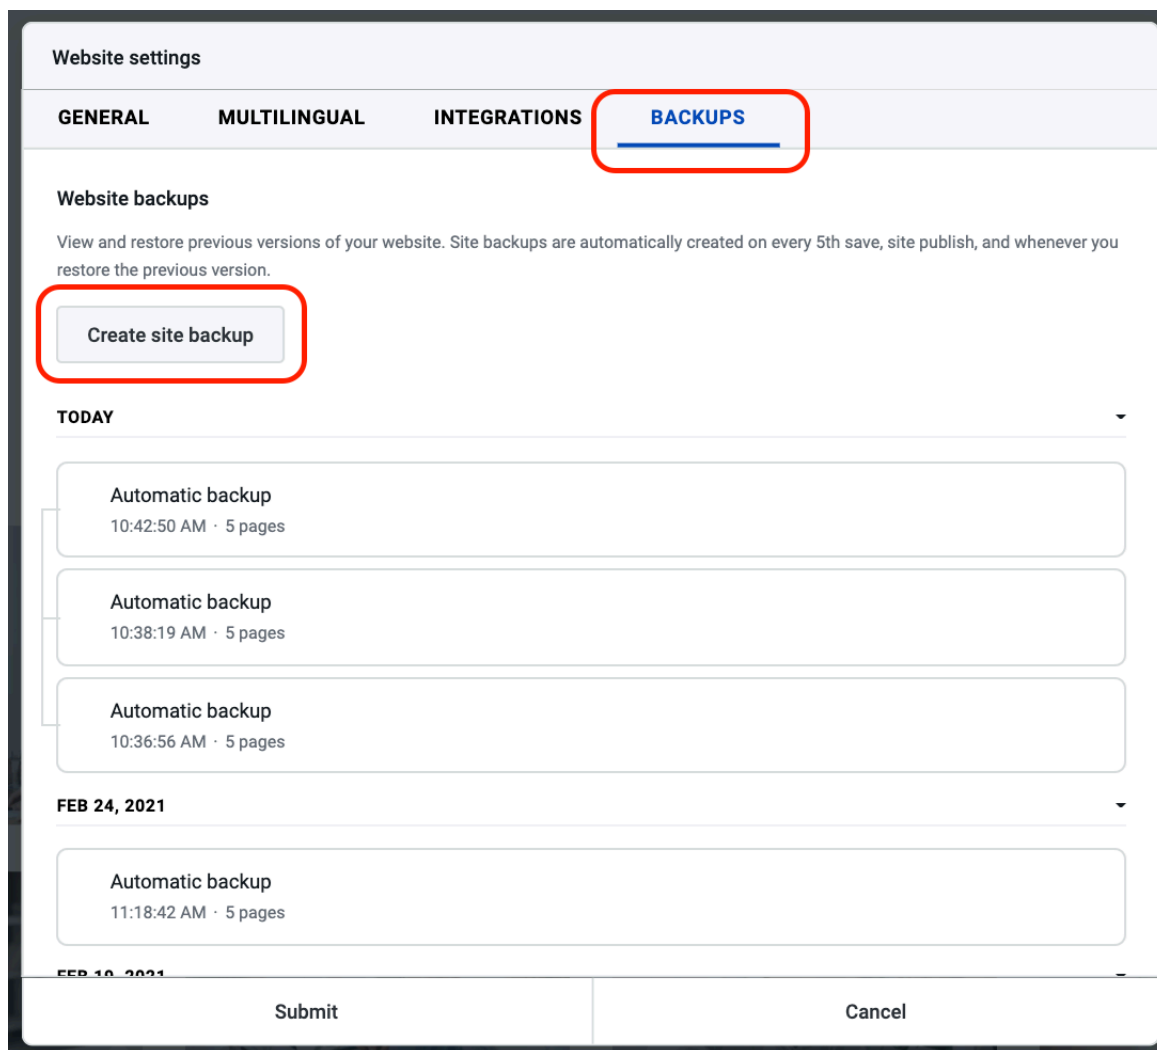 Website settings
GENERAL MULTILINGUAL INTEGRATIONS BACKUPS
Website backups
View and restore previous versions of your website. Site backups are automatically created on every 5th save, site publish, and whenever you
restore the previous version.
Create site backup
TODAY
Automatic backup
10:42:50 AM · 5 pages
Automatic backup
10:38:19 AM · 5 pages
Automatic backup
10:36:56 AM · 5 pages
FEB 24, 2021
Automatic backup
11:18:42 AM · 5 pages
FEB 19, 2021
Submit Cancel